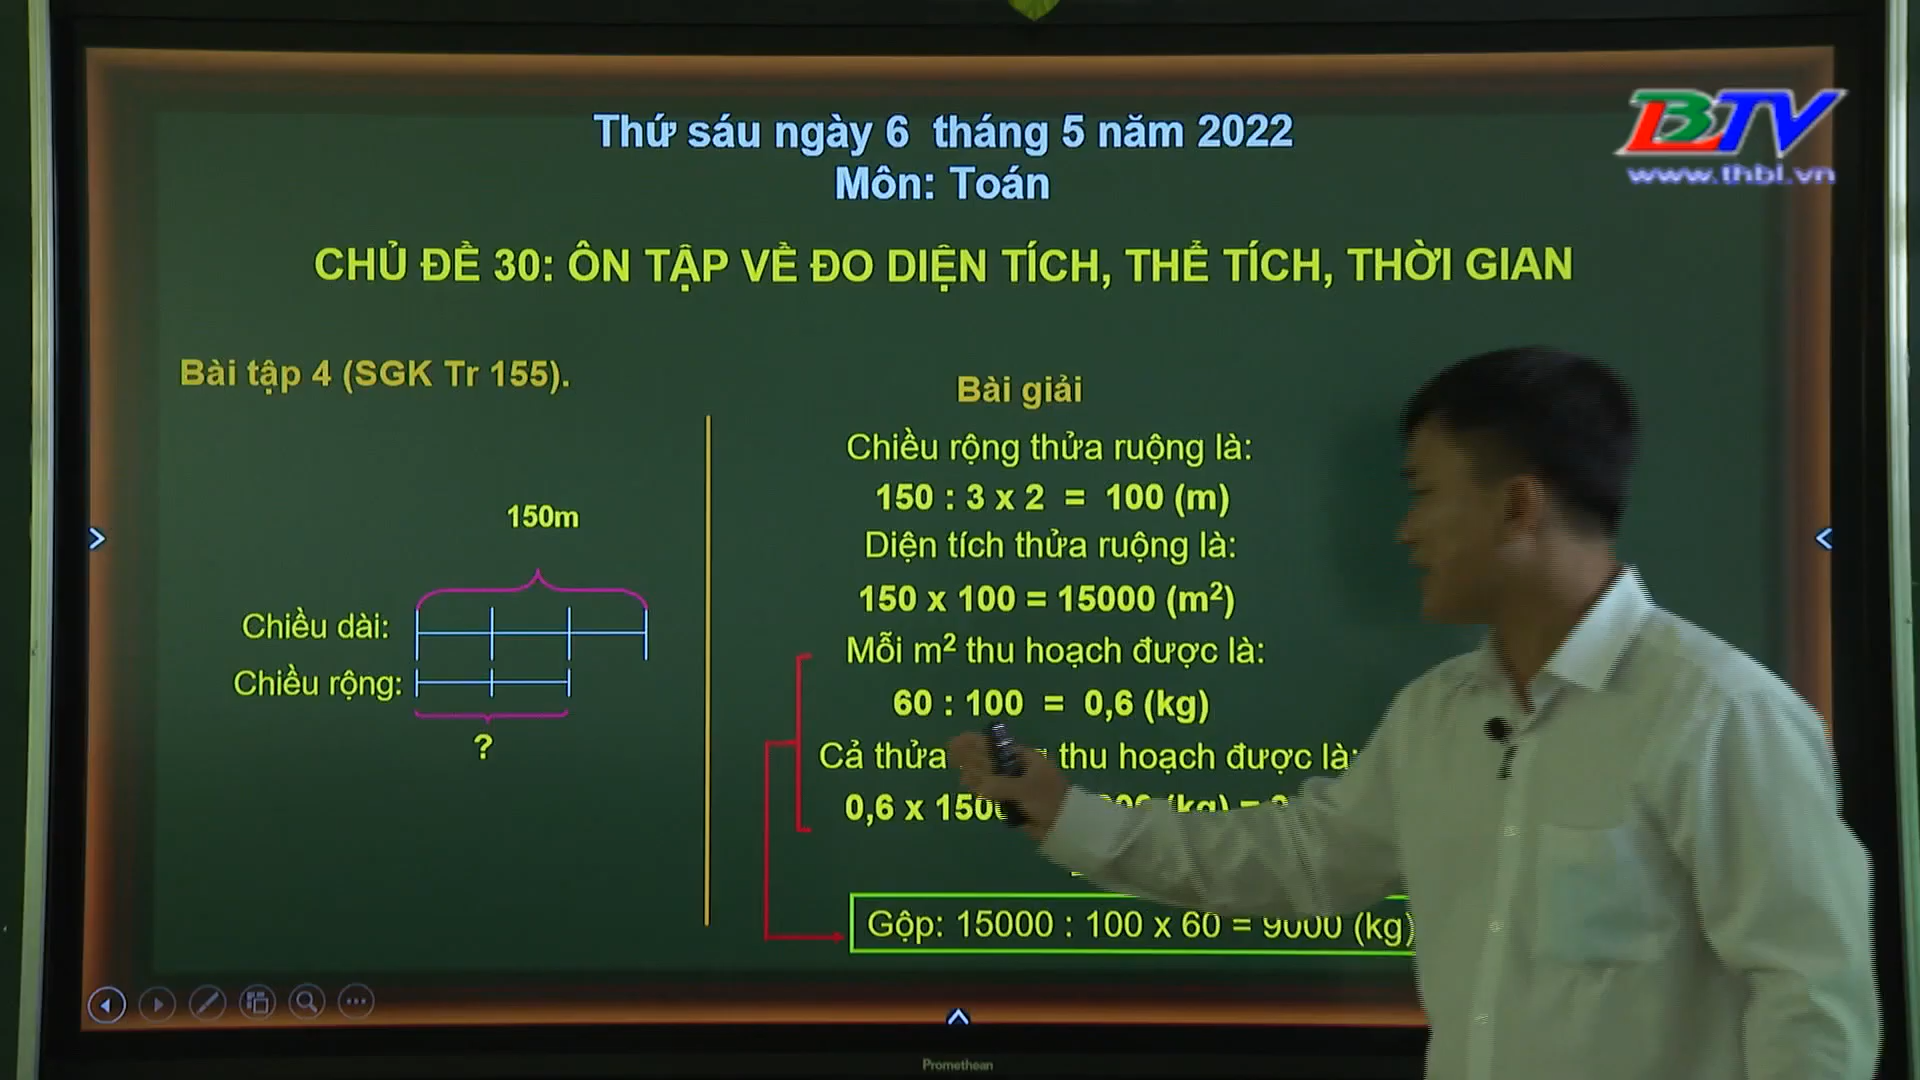 BTV
www.thbl.vn
Thứ sáu ngày 6 tháng 5 năm 2022
Môn: Toán
CHỦ ĐỀ 30: ÔN TẬP VỀ ĐO DIỆN TÍCH, THỂ TÍCH, THỜI GIAN
Bài tập 4 (SGK Tr 155).
150m
Chiều dài:
Chiều rộng:
?
Bài giải
Chiều rộng thửa ruộng là:
150 : 3 x 2 = 100 (m)
Diện tích thửa ruộng là:
150 x 100 = 15000 (m²)
Mỗi m² thu hoạch được là:
60 : 100 = 0,6 (kg)
Cả thửa thu hoạch được là:
0,6 x (kg) =
Gộp: 15000 : 100 x 60 = 9000 (kg)
Promethean